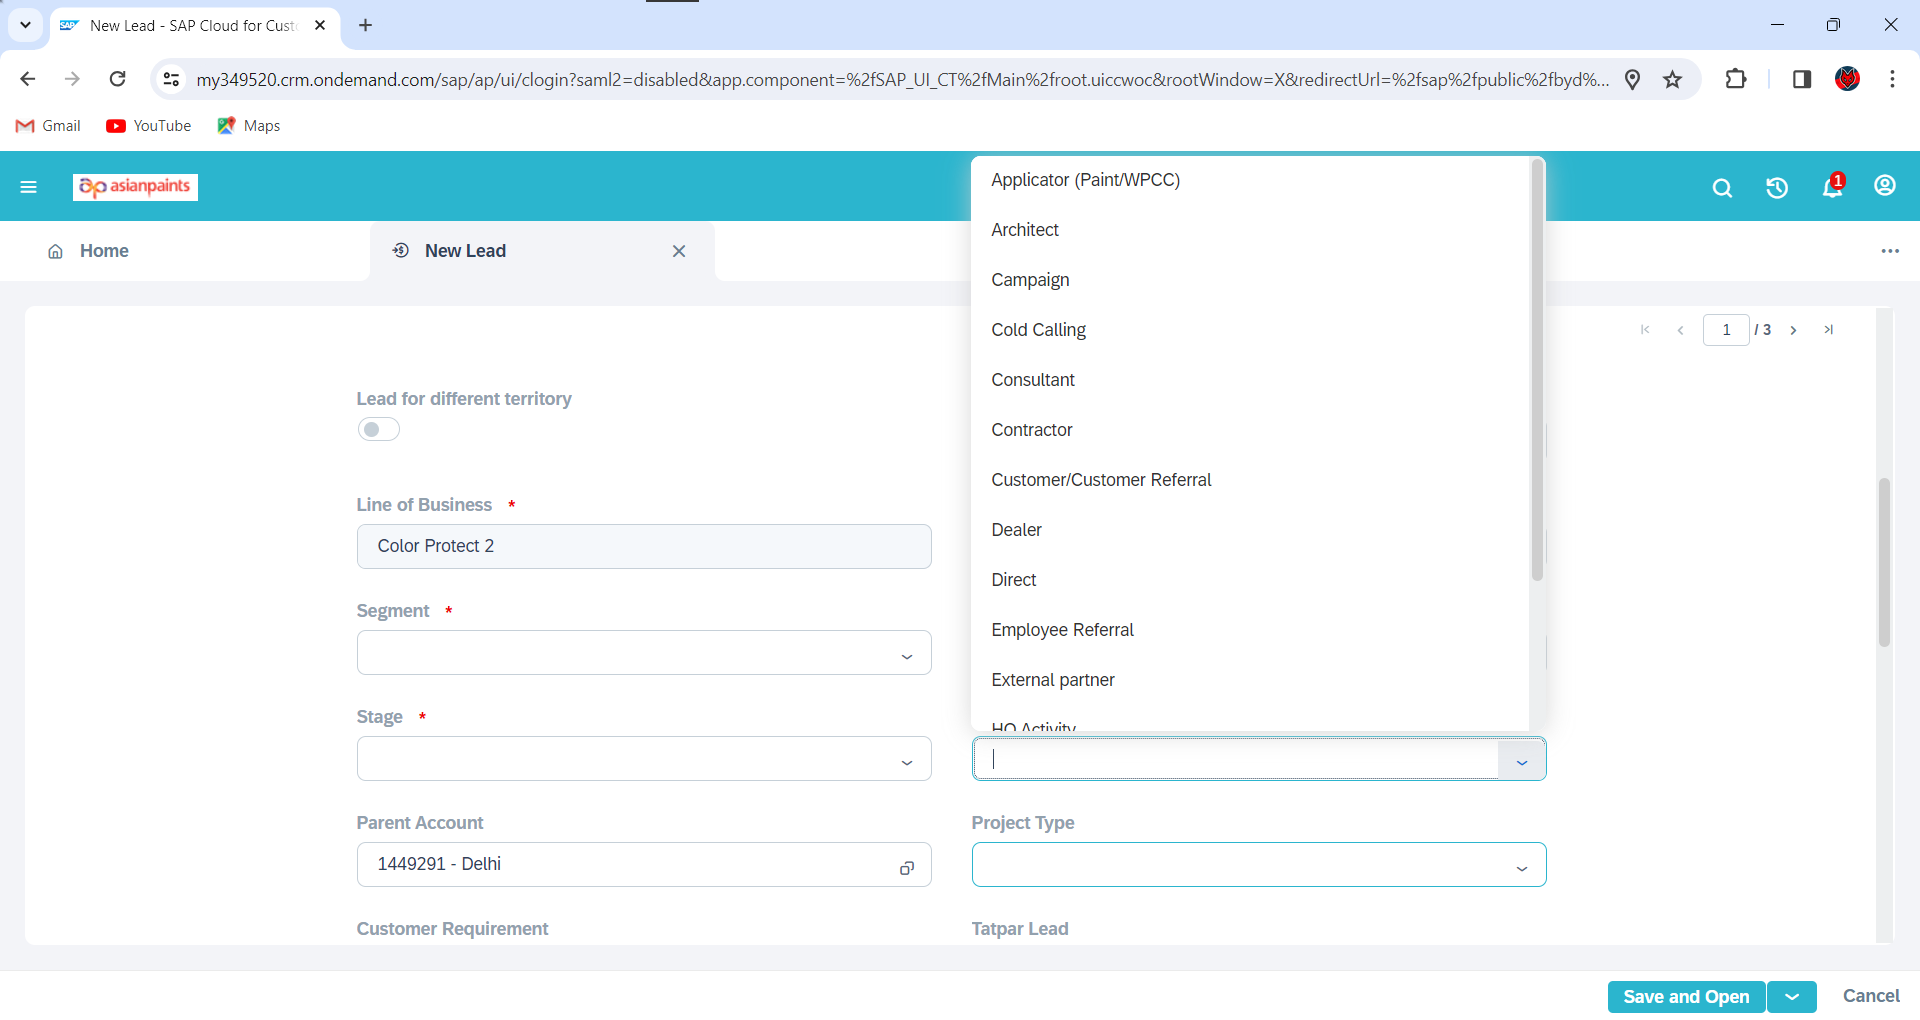 New Lead - SAP Cloud for Cust
my349520.crm.ondemand.com/sap/ap/ui/clogin?saml2=disabled&app.component=%2fSAP_UI_CT%2fMain%2froot.uiccwoc&rootWindow=X&redirectUrl=%2fsap%2fpublic%2fbyd%...
Gmail
YouTube
Maps
asianpaints
1
Home
New Lead
1 / 3
Applicator (Paint/WPCC)
Architect
Campaign
Cold Calling
Consultant
Contractor
Customer/Customer Referral
Dealer
Direct
Employee Referral
External partner
HO Activity
Lead for different territory
Line of Business *
Color Protect 2
Segment *
Stage *
Parent Account
1449291 - Delhi
Project Type
Customer Requirement
Tatpar Lead
Save and Open
Cancel